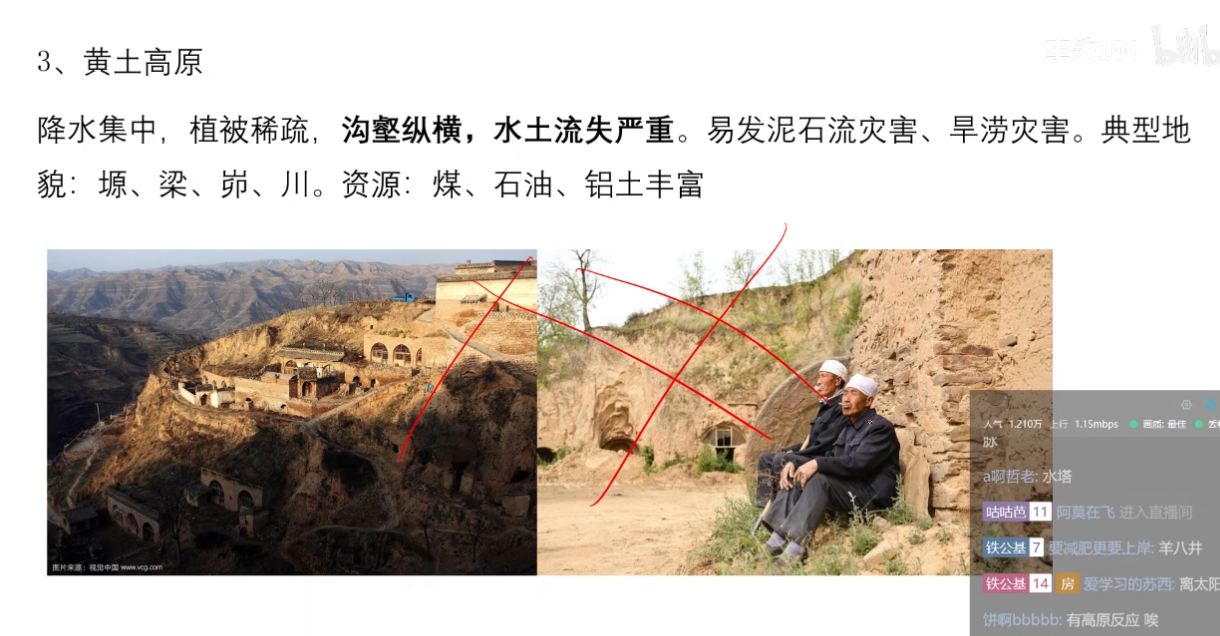 3、黄土高原
降水集中，植被稀疏，沟壑纵横，水土流失严重。易发泥石流灾害、旱涝灾害。典型地
貌：塬、梁、峁、川。资源：煤、石油、铝土丰富
图片来源：视觉中国 www.vcg.com
人气 1.210万 上行 1.15mbps 画质: 最佳
a啊哲老: 水塔
咕咕芭 11 阿莫在飞 进入直播间
铁公基 7 要减肥更要上岸: 羊八井
铁公基 14 房 爱学习的苏西: 离太阳
饼啊bbbbb: 有高原反应 唉